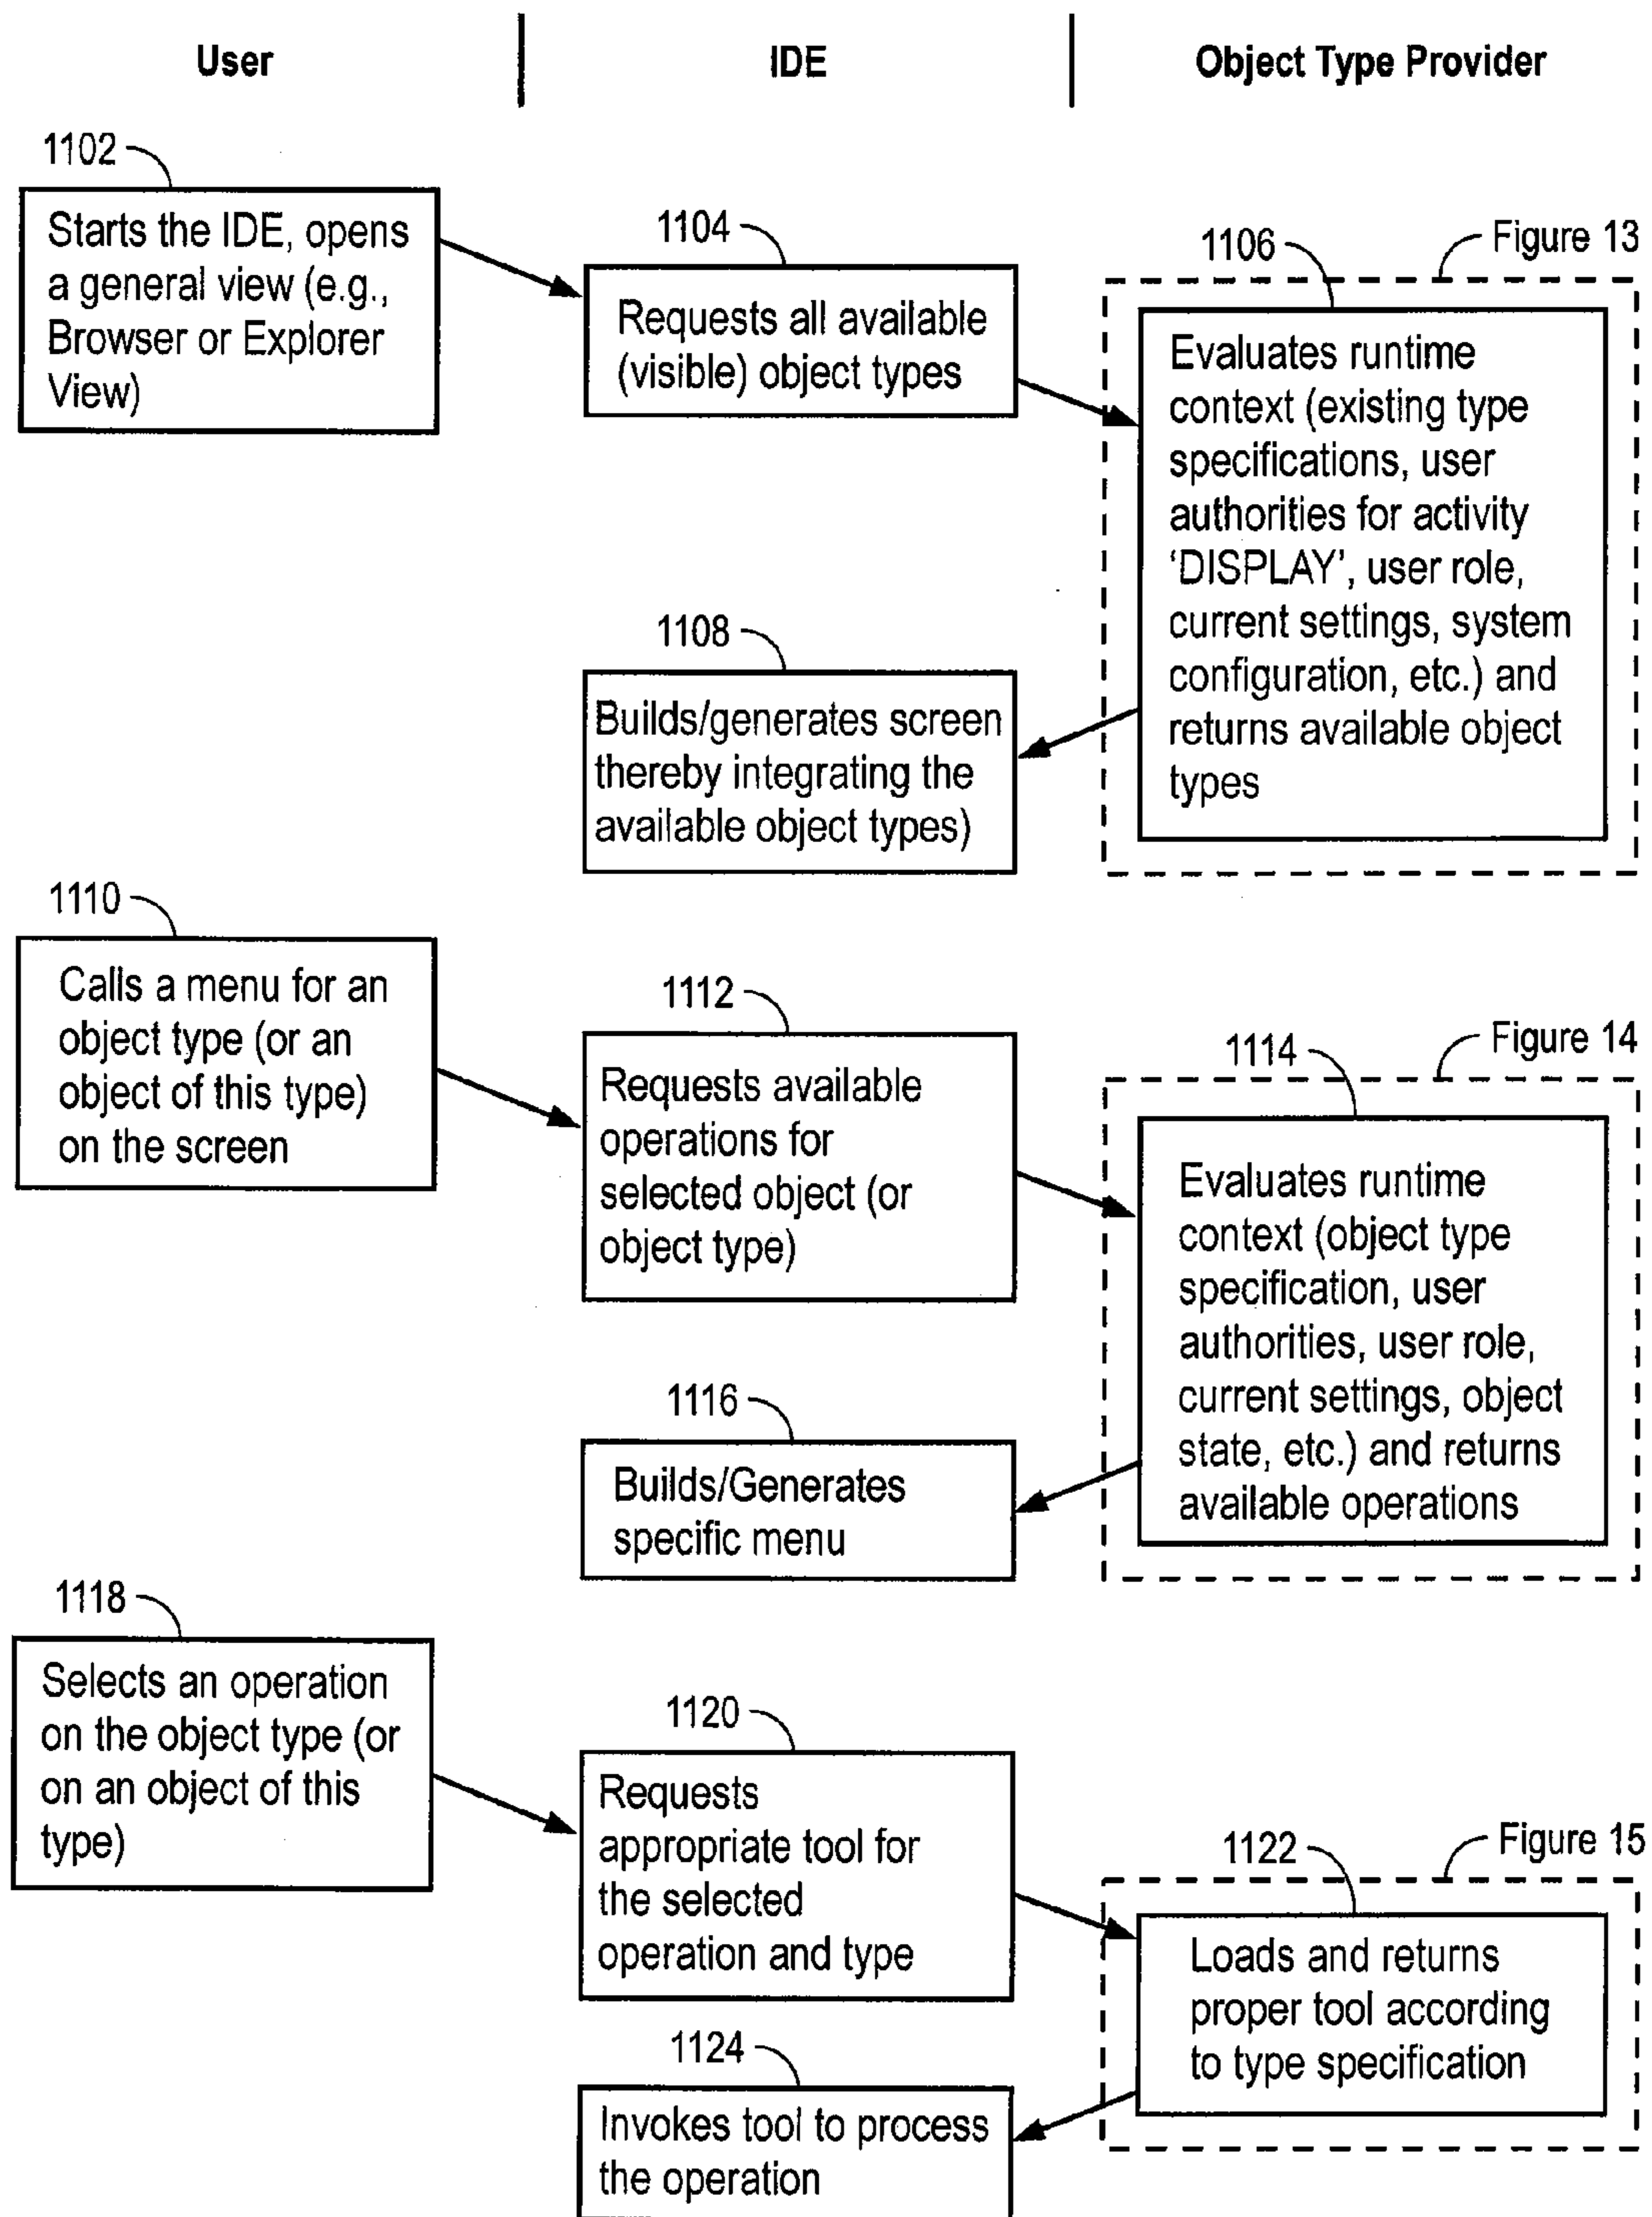 User
IDE
Object Type Provider
1102
Starts the IDE, opens
a general view (e.g.,
Browser or Explorer
View)
1104
Requests all available
(visible) object types
1106
Figure 13
Evaluates runtime
context (existing type
specifications, user
authorities for activity
‘DISPLAY’, user role,
current settings, system
configuration, etc.) and
returns available object
types
1108
Builds/generates screen
thereby integrating the
available object types)
1110
Calls a menu for an
object type (or an
object of this type)
on the screen
1112
Requests available
operations for
selected object (or
object type)
1114
Figure 14
Evaluates runtime
context (object type
specification, user
authorities, user role,
current settings, object
state, etc.) and returns
available operations
1116
Builds/Generates
specific menu
1118
Selects an operation
on the object type (or
on an object of this
type)
1120
Requests
appropriate tool for
the selected
operation and type
1122
Figure 15
Loads and returns
proper tool according
to type specification
1124
Invokes tool to process
the operation